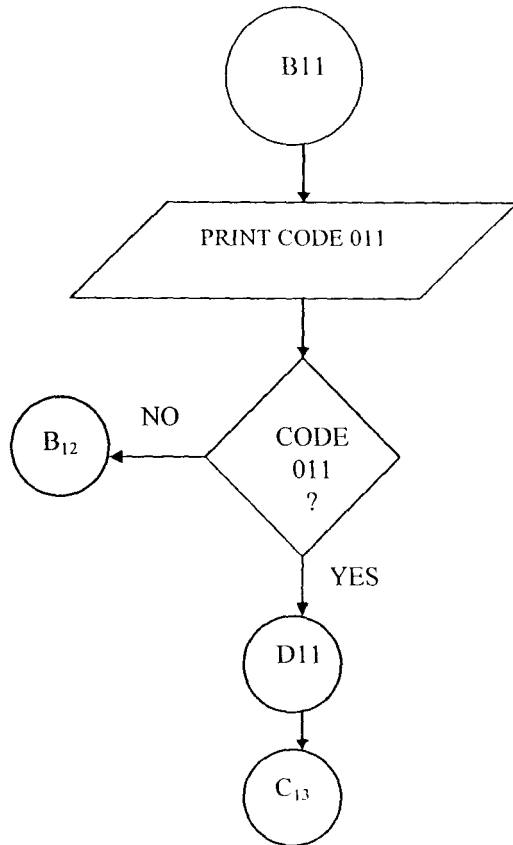 B11
PRINT CODE 011
NO
B₁₂
CODE
011
?
YES
D11
C₁₃